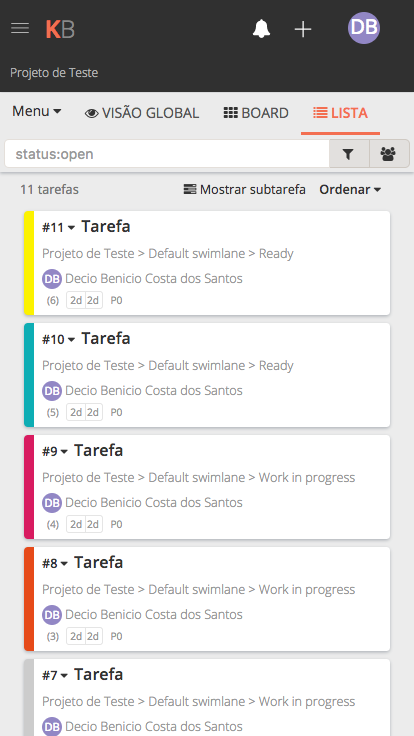 KB
DB
Projeto de Teste
Menu
VISÃO GLOBAL
BOARD
LISTA
status:open
11 tarefas
Mostrar subtarefa
Ordenar
#11 Tarefa
Projeto de Teste > Default swimlane > Ready
DB Decio Benicio Costa dos Santos
(6) 2d 2d P0
#10 Tarefa
Projeto de Teste > Default swimlane > Ready
DB Decio Benicio Costa dos Santos
(5) 2d 2d P0
#9 Tarefa
Projeto de Teste > Default swimlane > Work in progress
DB Decio Benicio Costa dos Santos
(4) 2d 2d P0
#8 Tarefa
Projeto de Teste > Default swimlane > Work in progress
DB Decio Benicio Costa dos Santos
(3) 2d 2d P0
#7 Tarefa
Projeto de Teste > Default swimlane > Work in progress
DB Decio Benicio Costa dos Santos